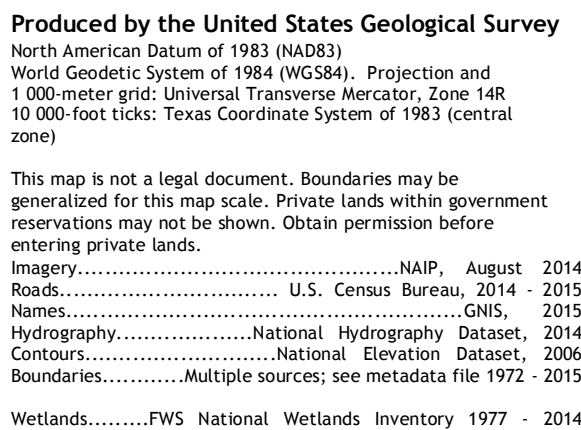 Produced by the United States Geological Survey
North American Datum of 1983 (NAD83)
World Geodetic System of 1984 (WGS84). Projection and
1 000-meter grid: Universal Transverse Mercator, Zone 14R
10 000-foot ticks: Texas Coordinate System of 1983 (central
zone)
This map is not a legal document. Boundaries may be
generalized for this map scale. Private lands within government
reservations may not be shown. Obtain permission before
entering private lands.
Imagery.................................................NAIP, August 2014
Roads................................. U.S. Census Bureau, 2014 - 2015
Names............................................................GNIS, 2015
Hydrography.....................National Hydrography Dataset, 2014
Contours............................National Elevation Dataset, 2006
Boundaries............Multiple sources; see metadata file 1972 - 2015
Wetlands.........FWS National Wetlands Inventory 1977 - 2014